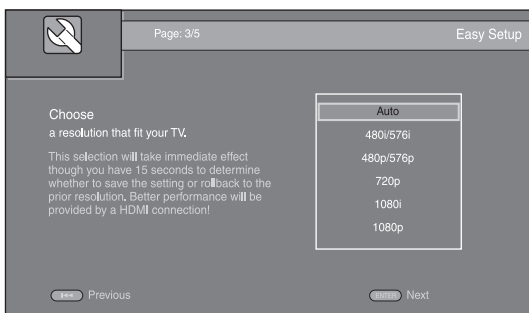 Page: 3/5
Easy Setup
Choose
a resolution that fit your TV.
This selection will take immediate effect
though you have 15 seconds to determine
whether to save the setting or rollback to the
prior resolution. Better performance will be
provided by a HDMI connection!
Auto
480i/576i
480p/576p
720p
1080i
1080p
Previous
ENTER Next